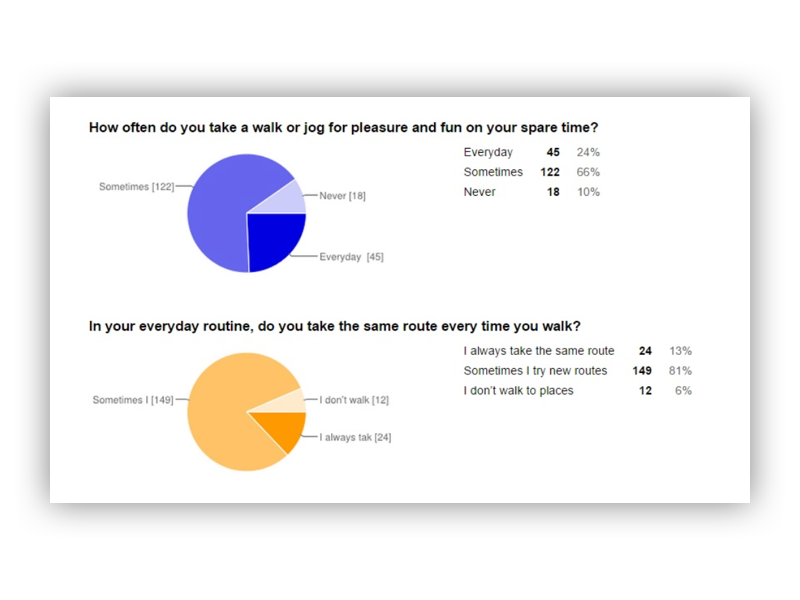 How often do you take a walk or jog for pleasure and fun on your spare time?
Sometimes [122]
Never [18]
Everyday [45]
Everyday 45 24%
Sometimes 122 66%
Never 18 10%
In your everyday routine, do you take the same route every time you walk?
Sometimes I [149]
I don't walk [12]
I always tak [24]
I always take the same route 24 13%
Sometimes I try new routes 149 81%
I don't walk to places 12 6%